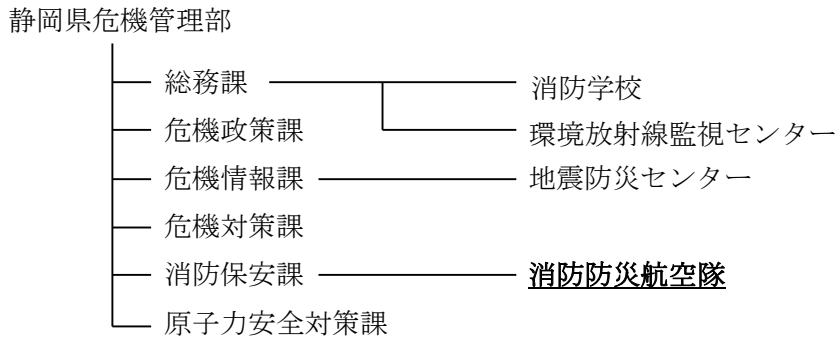 静岡県危機管理部
総務課 消防学校
危機政策課 環境放射線監視センター
危機情報課 地震防災センター
危機対策課
消防保安課 消防防災航空隊
原子力安全対策課